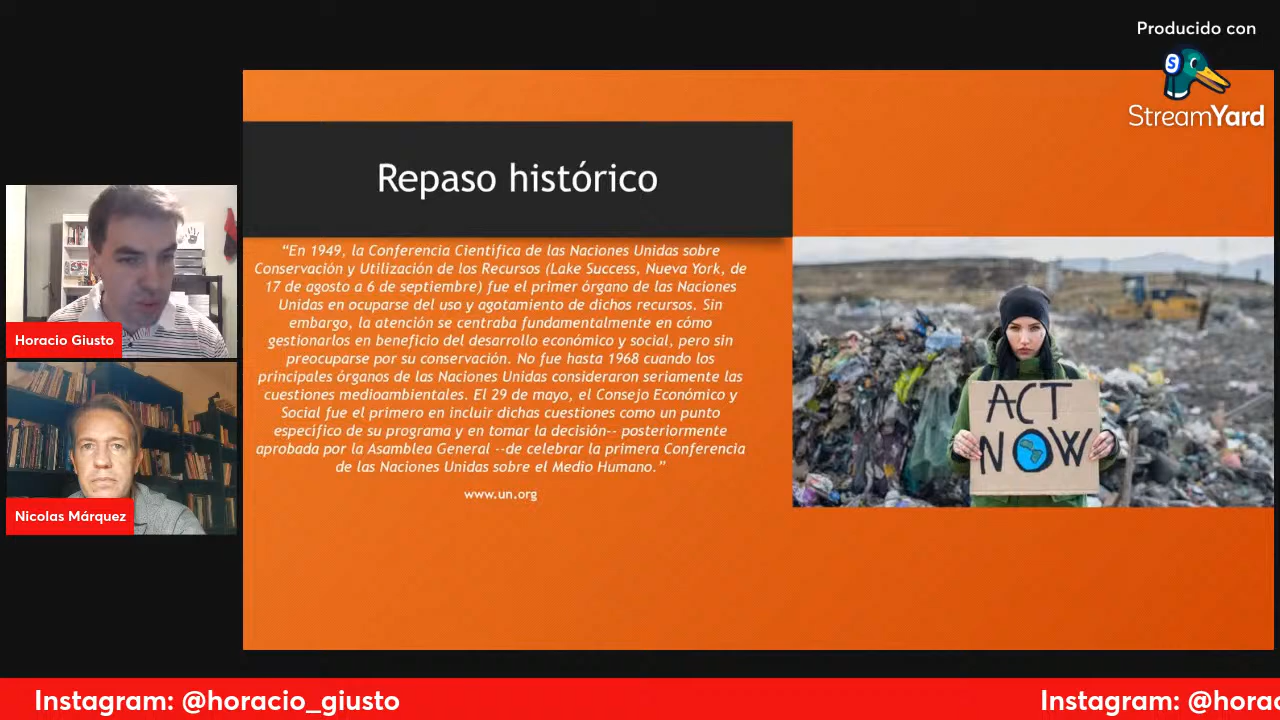 Producido con
StreamYard
Repaso histórico
“En 1949, la Conferencia Científica de las Naciones Unidas sobre
Conservación y Utilización de los Recursos (Lake Success, Nueva York, de
17 de agosto a 6 de septiembre) fue el primer órgano de las Naciones
Unidas en ocuparse del uso y agotamiento de dichos recursos. Sin
embargo, la atención se centraba fundamentalmente en cómo
gestionarlos en beneficio del desarrollo económico y social, pero sin
preocuparse por su conservación. No fue hasta 1968 cuando los
principales órganos de las Naciones Unidas consideraron seriamente las
cuestiones medioambientales. El 29 de mayo, el Consejo Económico y
Social fue el primero en incluir dichas cuestiones como un punto
específico de su programa y en tomar la decisión-- posteriormente
aprobada por la Asamblea General --de celebrar la primera Conferencia
de las Naciones Unidas sobre el Medio Humano.”
www.un.org
ACT
NOW
Horacio Giusto
Nicolas Márquez
Instagram: @horacio_giusto
Instagram: @horac